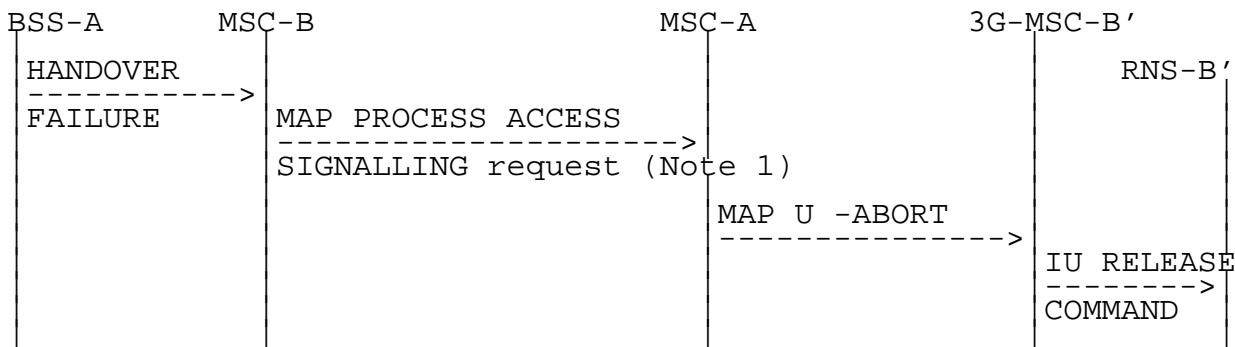 BSS-A MSC-B MSC-A 3G-MSC-B'
HANDOVER RNS-B'
----------->
FAILURE MAP PROCESS ACCESS
--------------------->
SIGNALLING request (Note 1)
MAP U -ABORT
--------------->
IU RELEASE
-------->
COMMAND